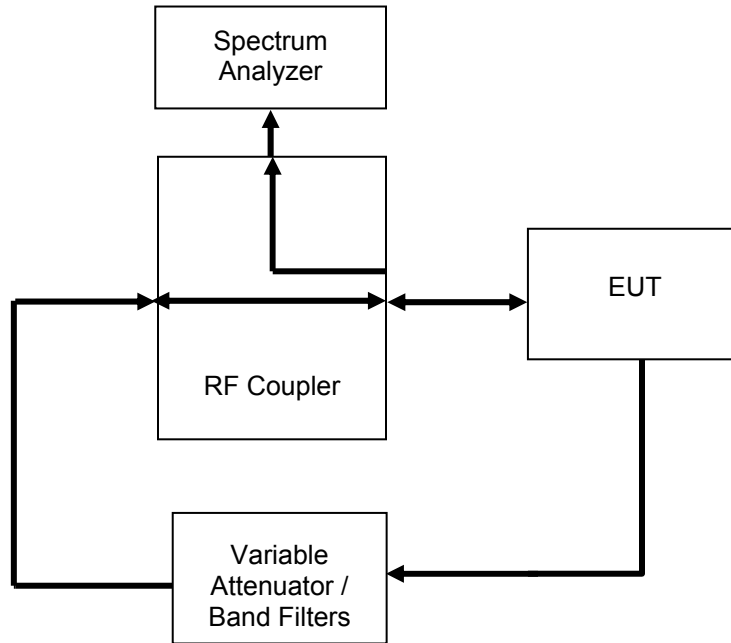 Spectrum
Analyzer
EUT
RF Coupler
Variable
Attenuator /
Band Filters